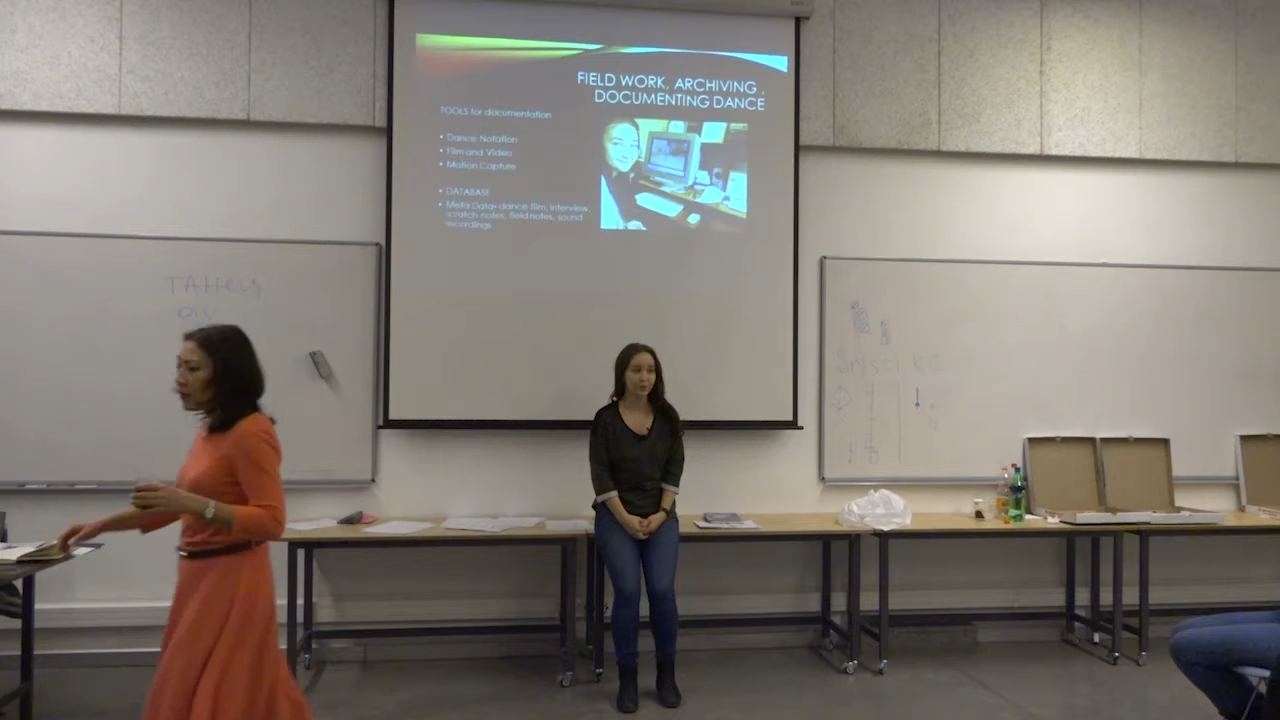 FIELD WORK, ARCHIVING ,
DOCUMENTING DANCE
TOOLS for documentation
• Dance Notation
• Film and Video
• Motion Capture
• DATABASE
• Meta Data- dance film, interview,
scratch notes, field notes, sound
recordings